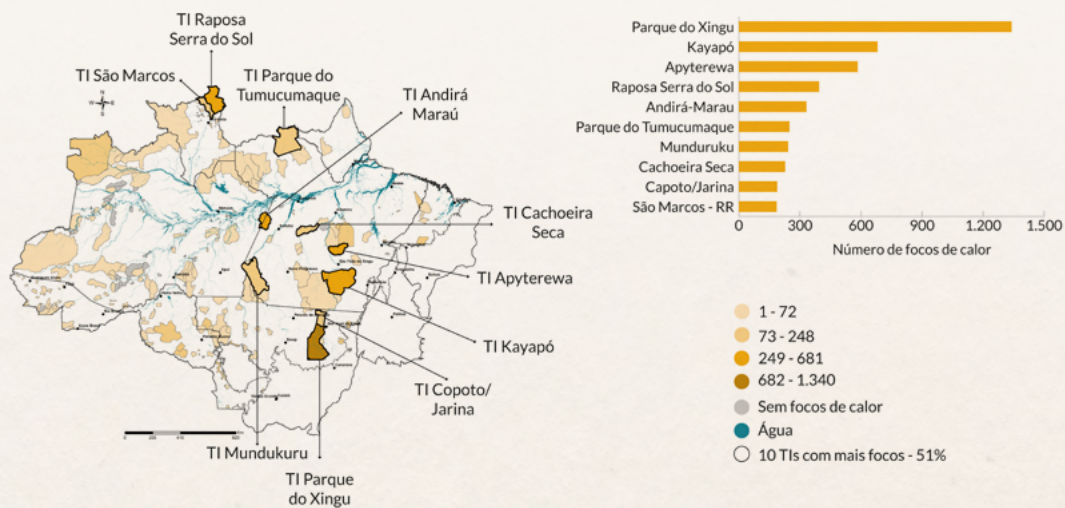 TI Raposa
Serra do Sol
TI São Marcos
TI Parque do
Tumucumaque
TI Andirá
Maraú
TI Cachoeira
Seca
TI Apyterewa
TI Kayapó
TI Copoto/
Jarina
TI Mundukuru
TI Parque
do Xingu
N
W
E
S
Parque do Xingu
Kayapó
Apyterewa
Raposa Serra do Sol
Andirá-Marau
Parque do Tumucumaque
Munduruku
Cachoeira Seca
Capoto/Jarina
São Marcos - RR
0 300 600 900 1.200 1.500
Número de focos de calor
1 - 72
73 - 248
249 - 681
682 - 1.340
Sem focos de calor
Água
10 TIs com mais focos - 51%